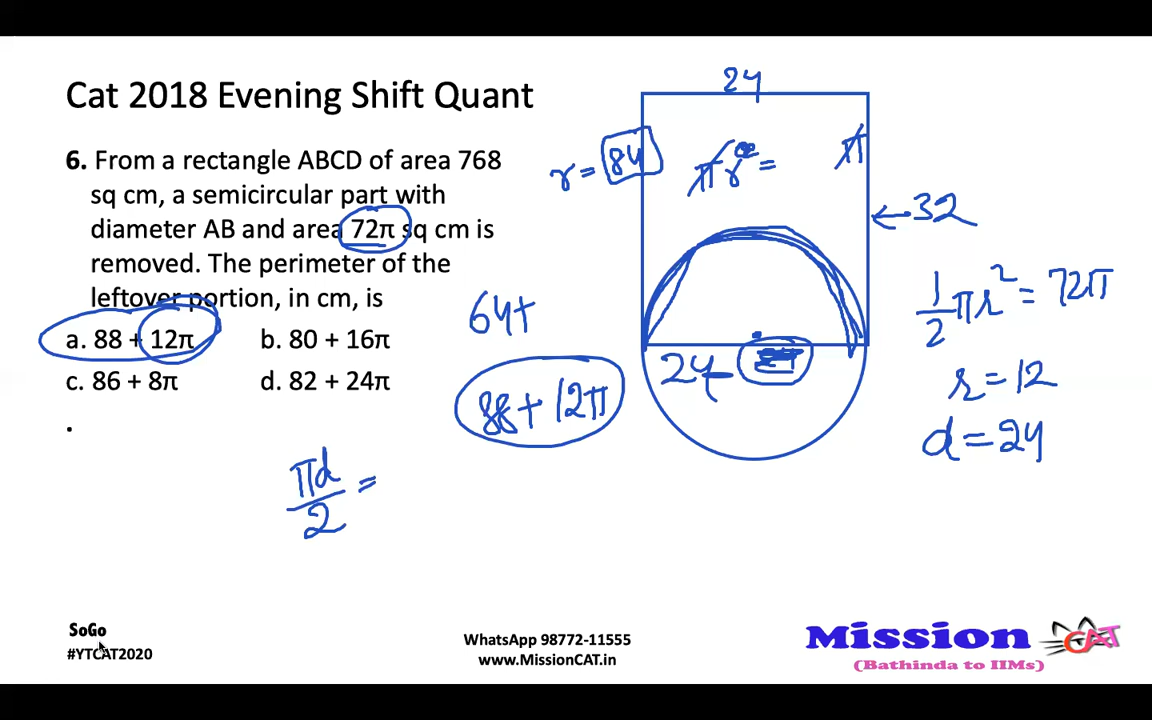 Cat 2018 Evening Shift Quant
24
6. From a rectangle ABCD of area 768
sq cm, a semicircular part with
diameter AB and area 72π sq cm is
removed. The perimeter of the
leftover portion, in cm, is
a. 88 + 12π b. 80 + 16π
c. 86 + 8π d. 82 + 24π
.
r = 84
πr² = π
← 32
1/2 πr² = 72π
r = 12
d = 24
64+
24
88 + 12π
πd/2 =
SoGo
#YTCAT2020
WhatsApp 98772-11555
www.MissionCAT.in
Mission CAT
(Bathinda to IIMs)